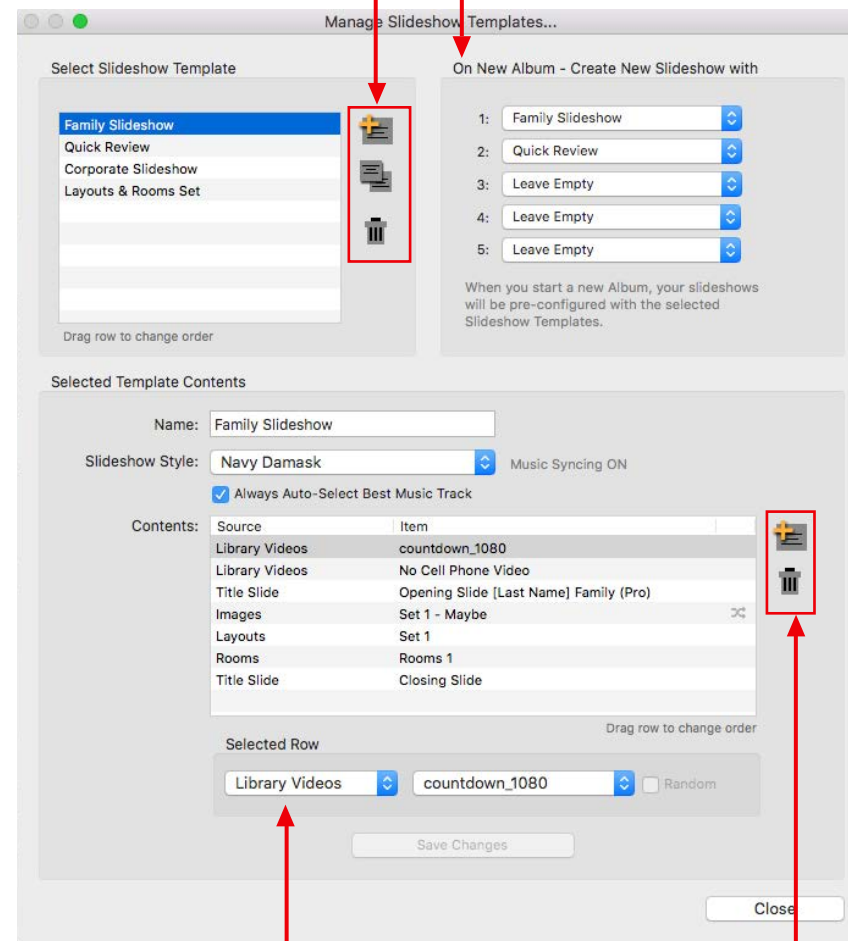 Manage Slideshow Templates...
Select Slideshow Template
Family Slideshow
Quick Review
Corporate Slideshow
Layouts & Rooms Set
Drag row to change order
On New Album - Create New Slideshow with
1: Family Slideshow
2: Quick Review
3: Leave Empty
4: Leave Empty
5: Leave Empty
When you start a new Album, your slideshows
will be pre-configured with the selected
Slideshow Templates.
Selected Template Contents
Name: Family Slideshow
Slideshow Style: Navy Damask Music Syncing ON
Always Auto-Select Best Music Track
Contents: Source Item
Library Videos countdown_1080
Library Videos No Cell Phone Video
Title Slide Opening Slide [Last Name] Family (Pro)
Images Set 1 - Maybe
Layouts Set 1
Rooms Rooms 1
Title Slide Closing Slide
Drag row to change order
Selected Row
Library Videos countdown_1080 Random
Save Changes
Close